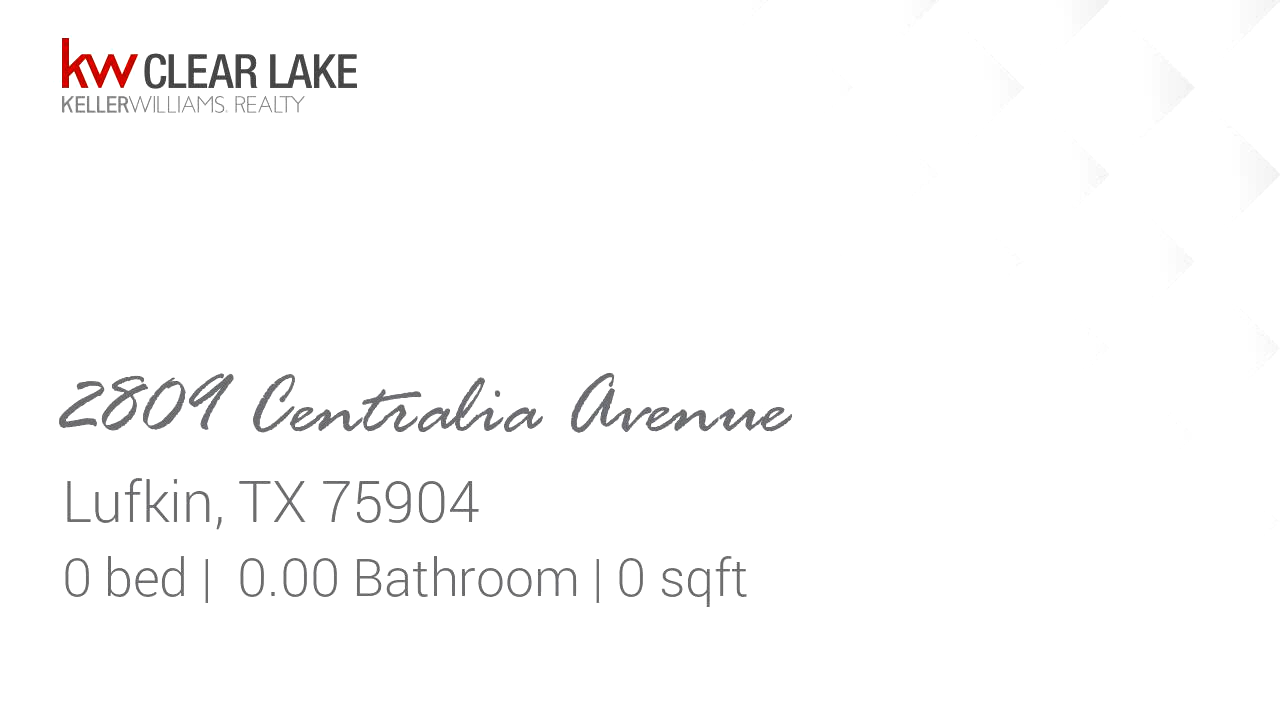 kw CLEAR LAKE
KELLERWILLIAMS. REALTY
2809 Centralia Avenue
Lufkin, TX 75904
0 bed | 0.00 Bathroom | 0 sqft